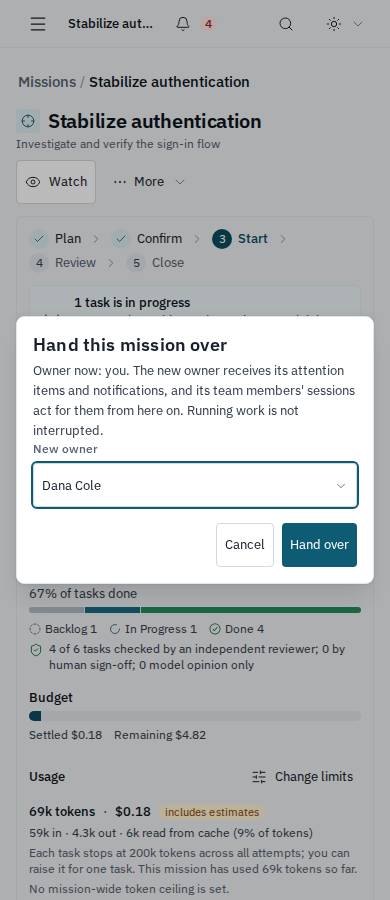 Stabilize aut...
4
Missions / Stabilize authentication
Stabilize authentication
Investigate and verify the sign-in flow
Watch
More
Plan
Confirm
3 Start
4 Review
5 Close
1 task is in progress
Hand this mission over
Owner now: you. The new owner receives its attention
items and notifications, and its team members' sessions
act for them from here on. Running work is not
interrupted.
New owner
Dana Cole
Cancel
Hand over
67% of tasks done
Backlog 1
In Progress 1
Done 4
4 of 6 tasks checked by an independent reviewer; 0 by
human sign-off; 0 model opinion only
Budget
Settled $0.18
Remaining $4.82
Usage
Change limits
69k tokens · $0.18 includes estimates
59k in · 4.3k out · 6k read from cache (9% of tokens)
Each task stops at 200k tokens across all attempts; you can
raise it for one task. This mission has used 69k tokens so far.
No mission-wide token ceiling is set.